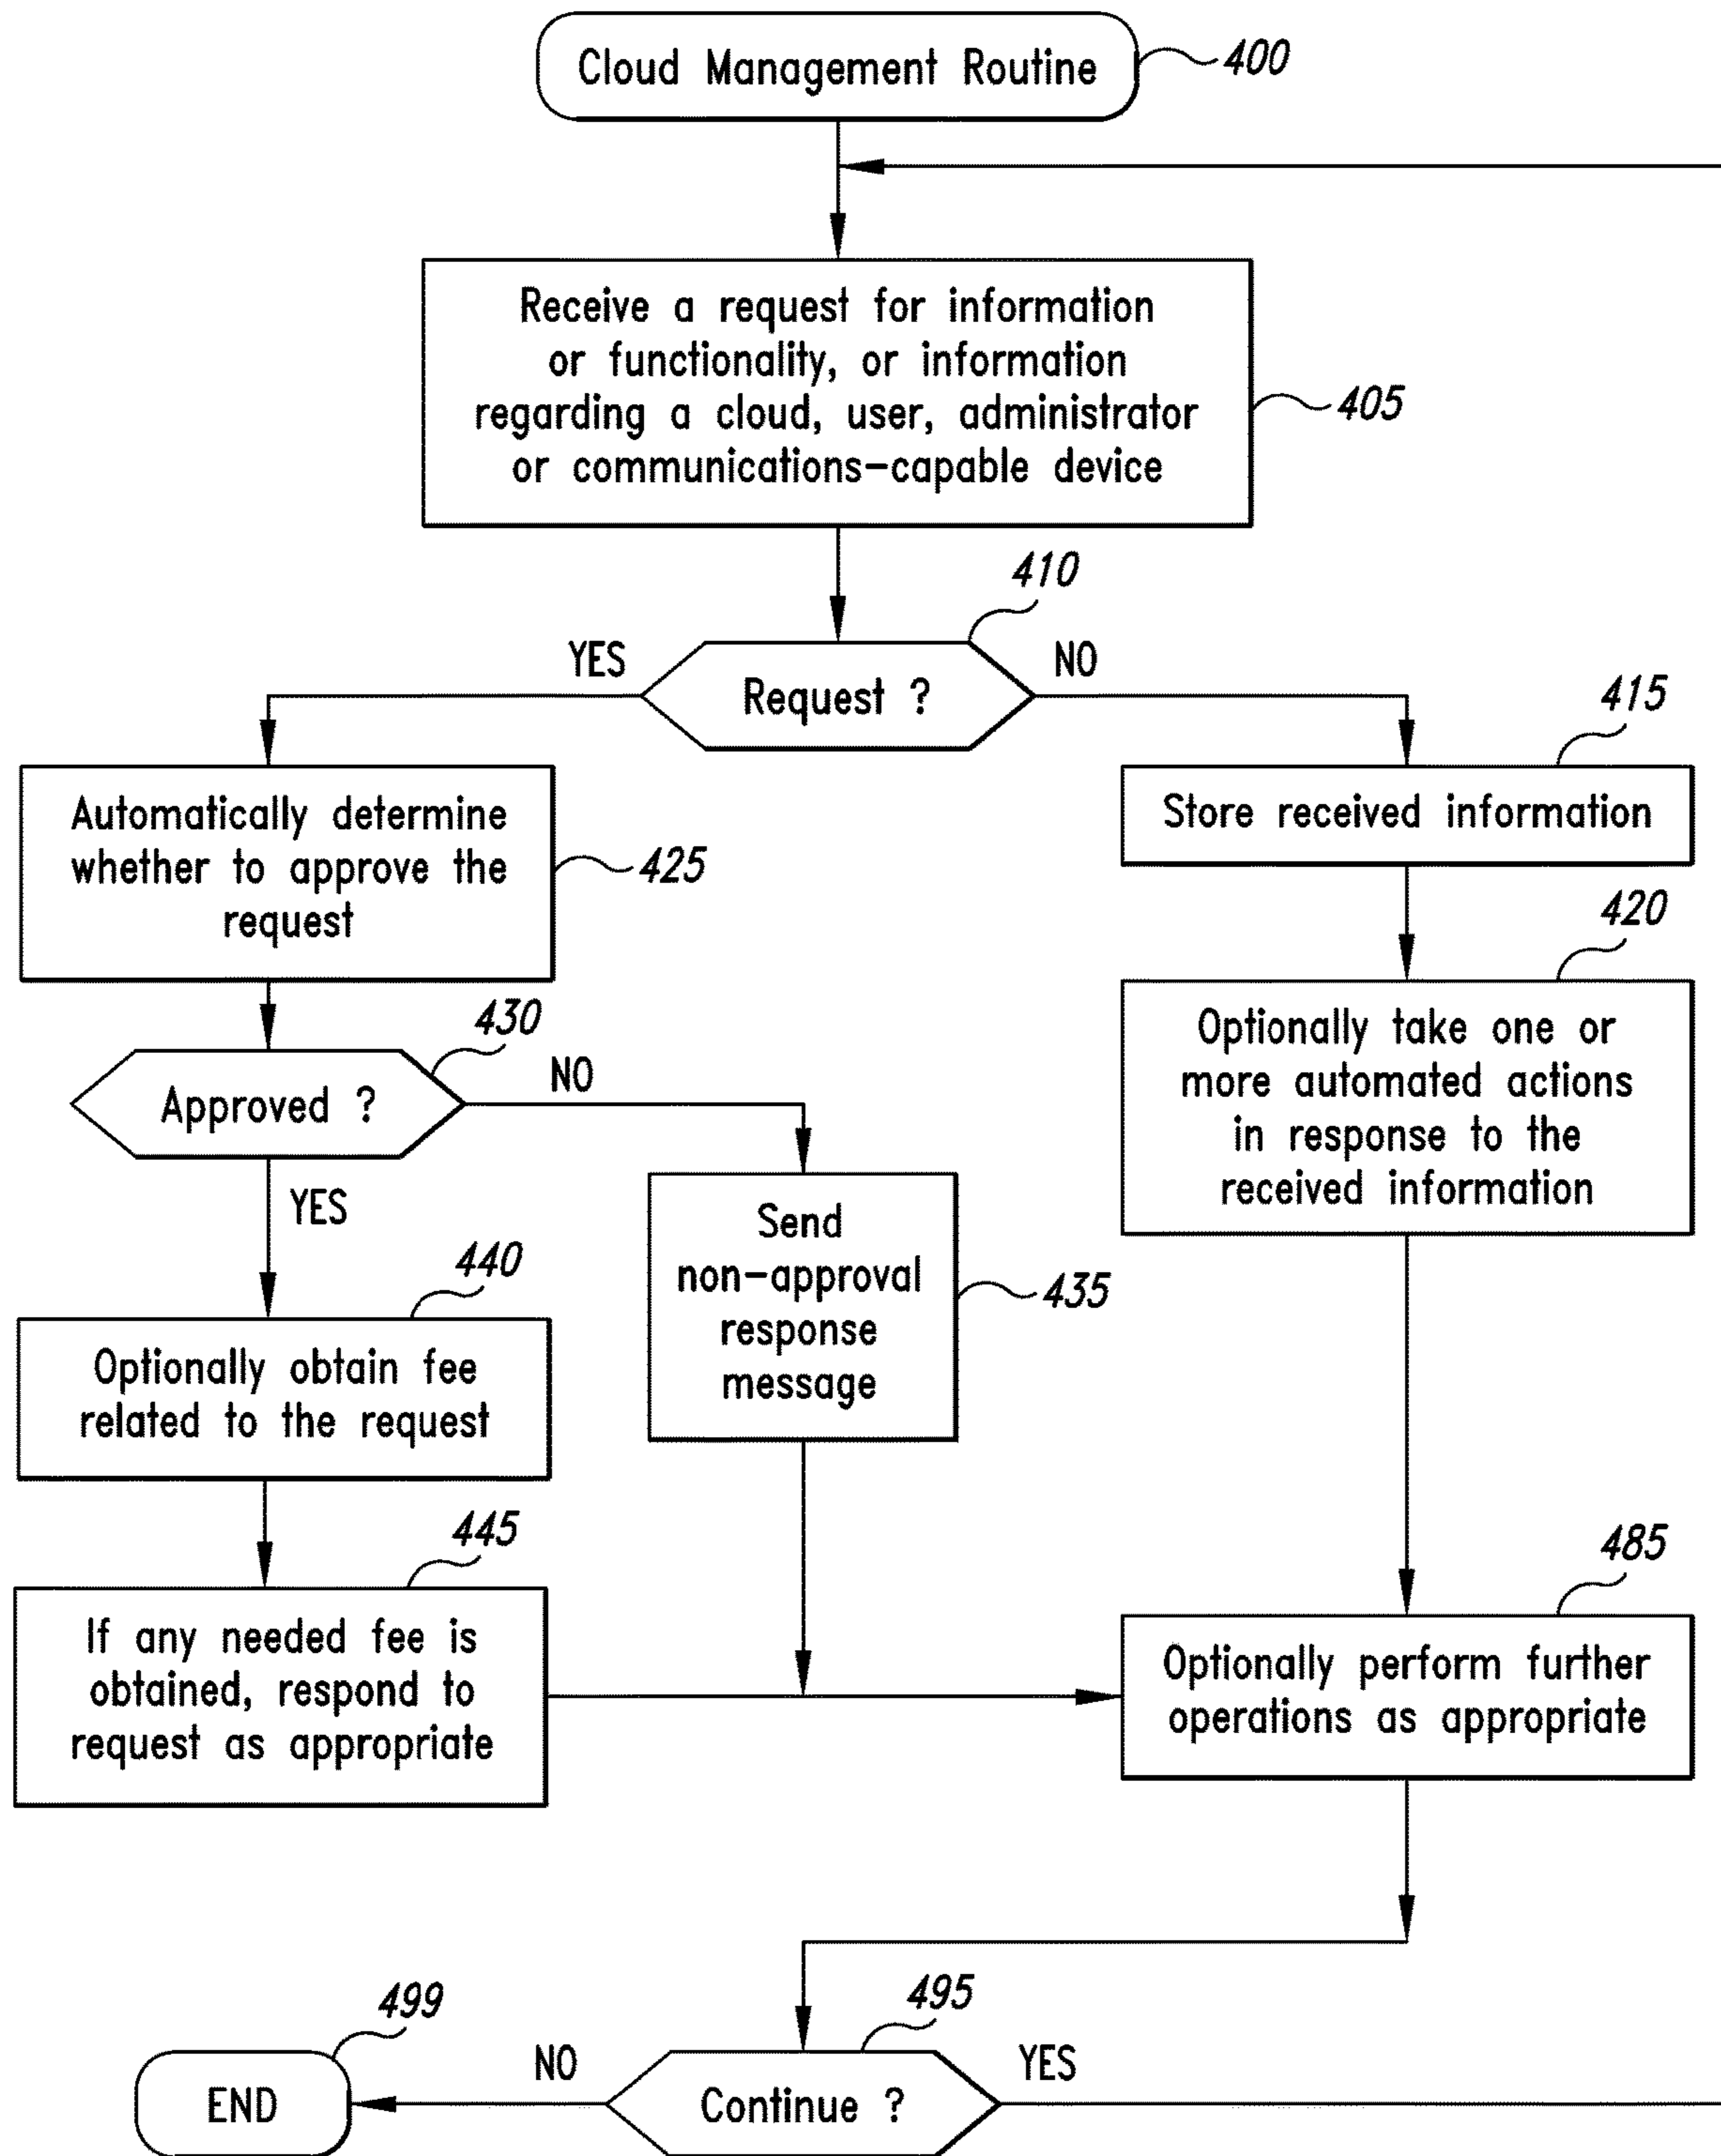 Cloud Management Routine
400
Receive a request for information
or functionality, or information
regarding a cloud, user, administrator
or communications-capable device
405
410
YES
NO
Request ?
415
Automatically determine
whether to approve the
request
425
Store received information
420
430
Approved ?
NO
YES
Optionally take one or
more automated actions
in response to the
received information
Send
non-approval
response
message
435
440
Optionally obtain fee
related to the request
445
If any needed fee is
obtained, respond to
request as appropriate
485
Optionally perform further
operations as appropriate
499
END
NO
495
Continue ?
YES